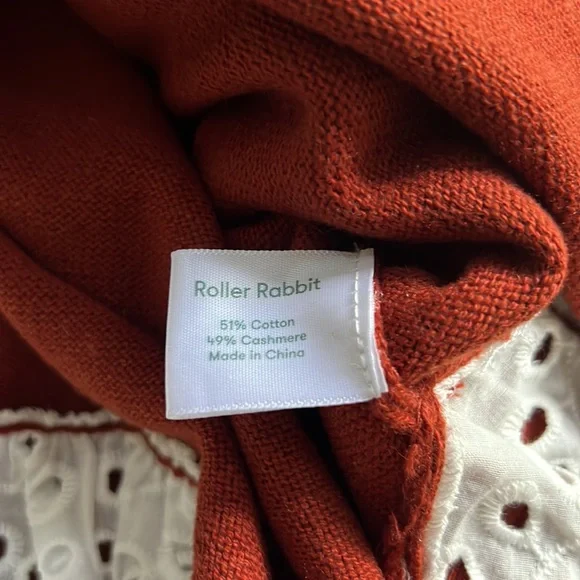 Roller Rabbit
51% Cotton
49% Cashmere
Made in China